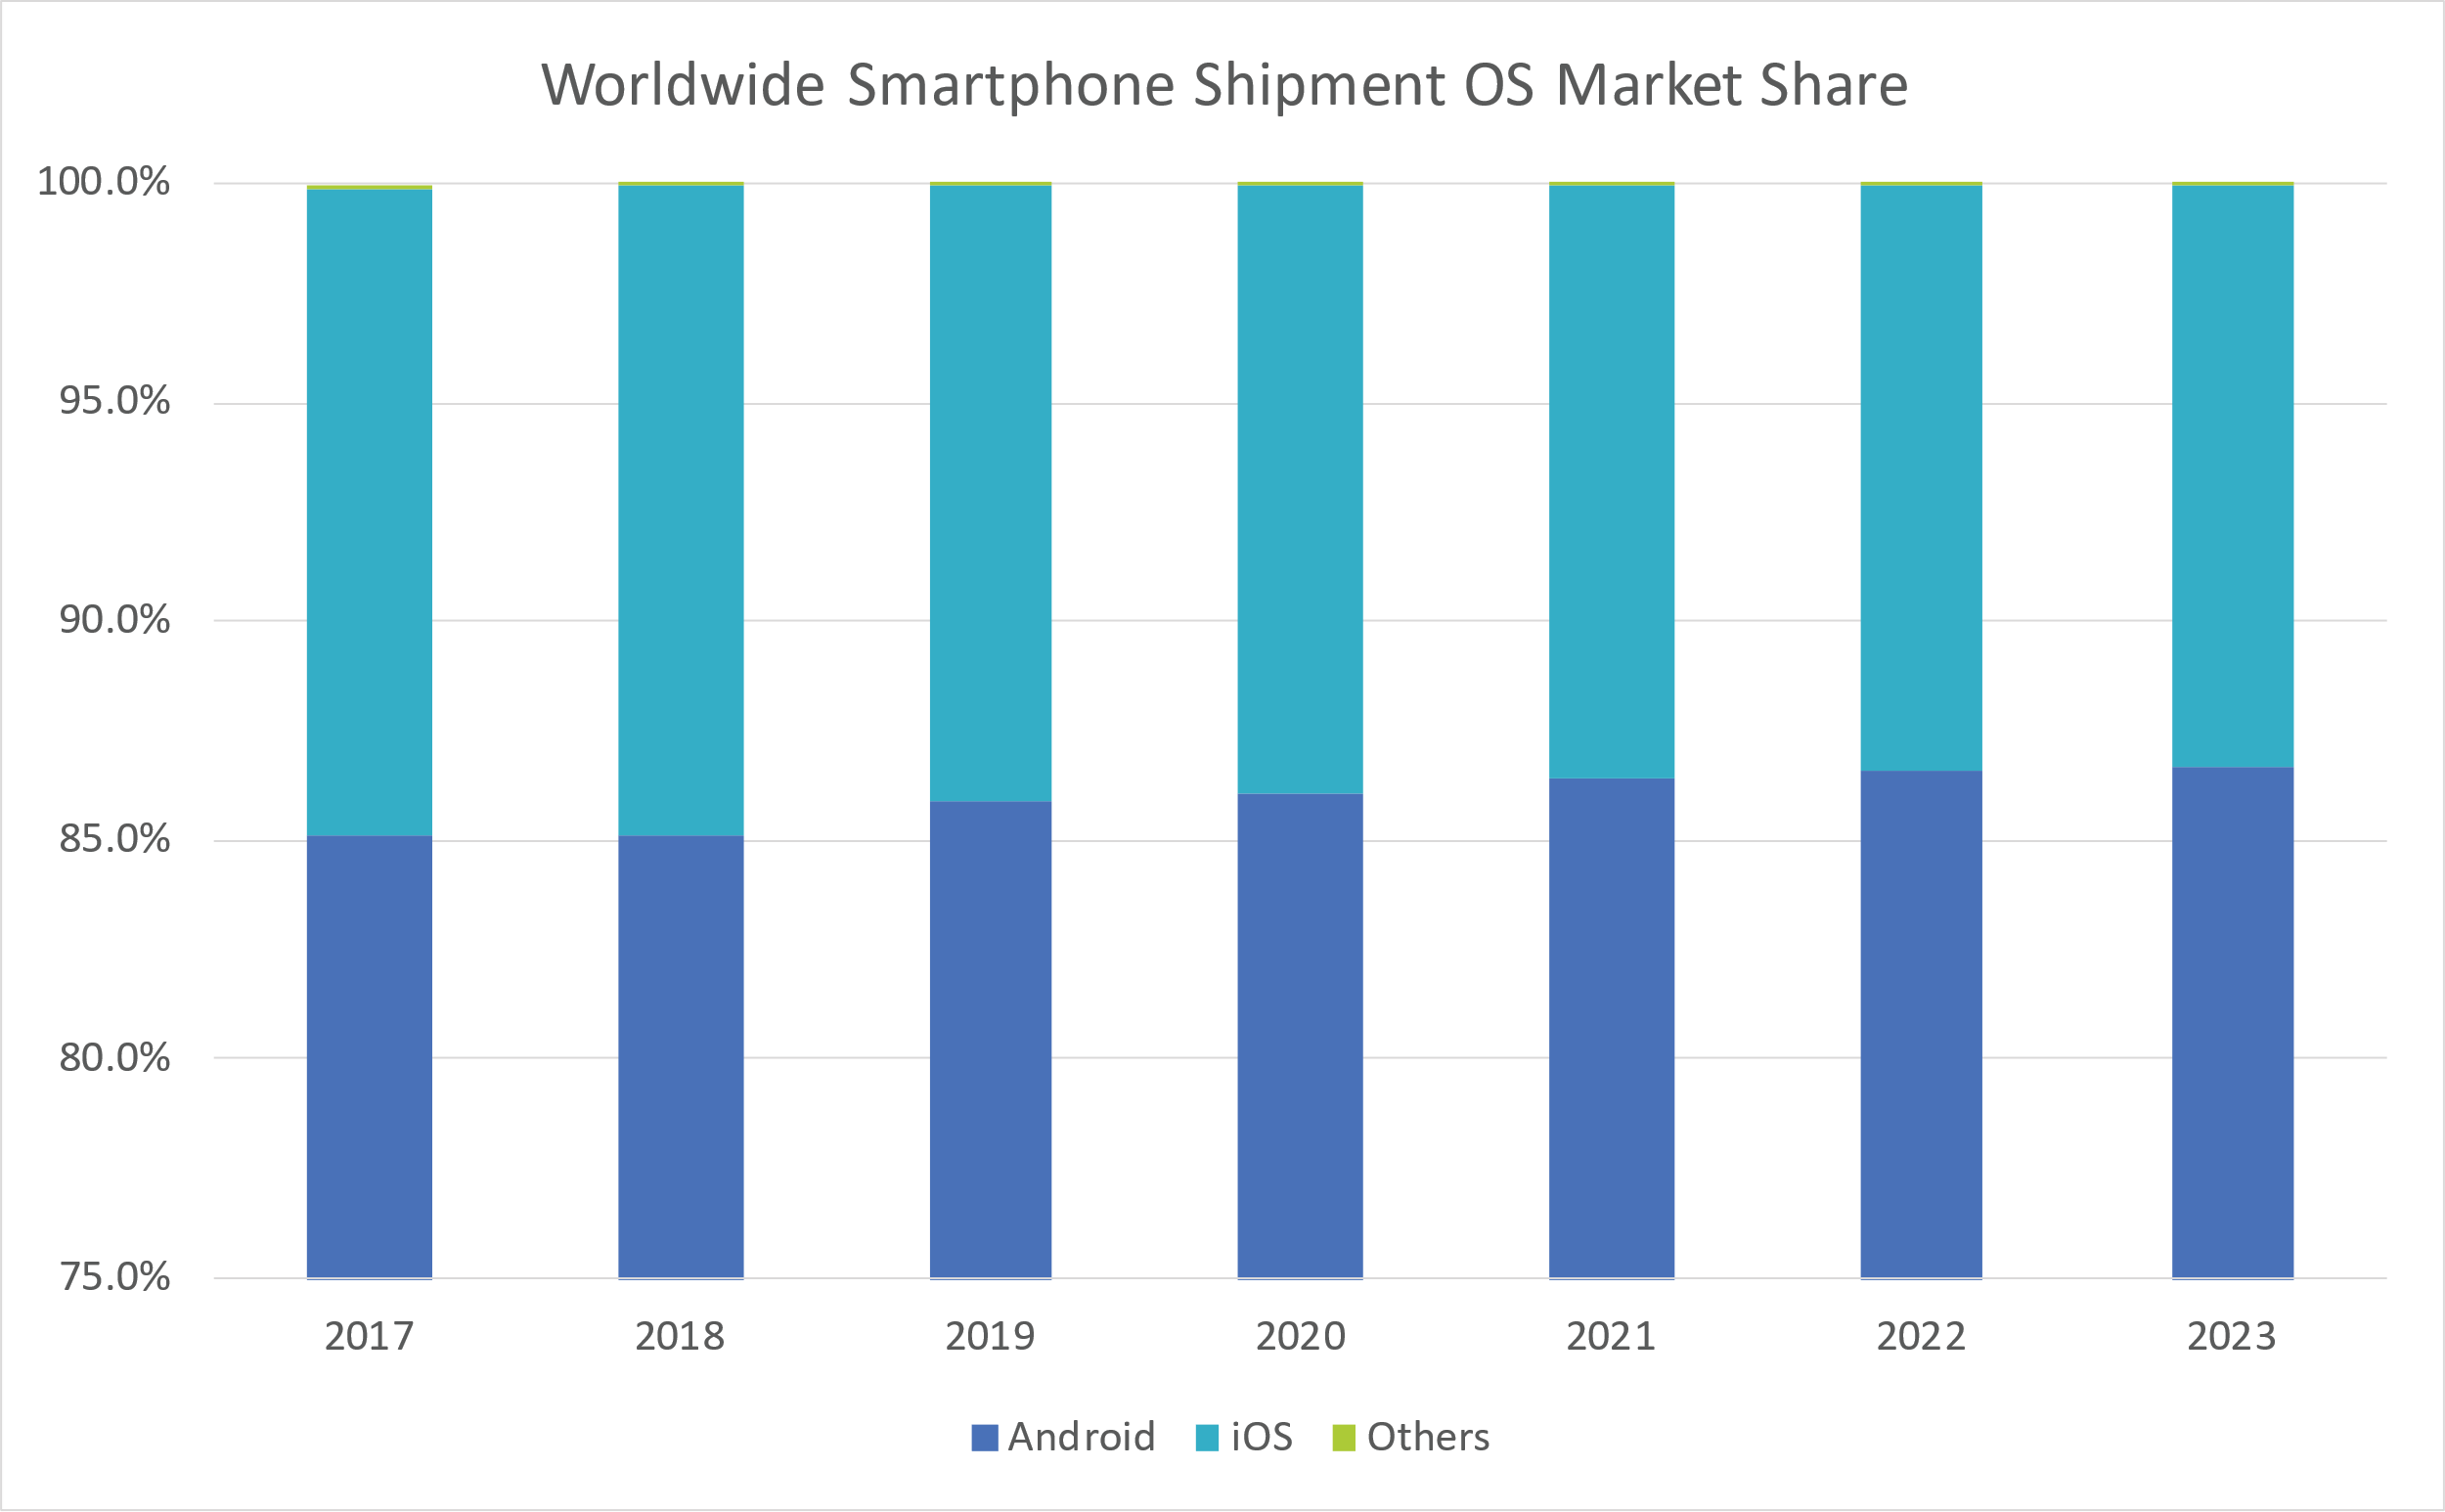 Worldwide Smartphone Shipment OS Market Share
100.0%
95.0%
90.0%
85.0%
80.0%
75.0%
2017 2018 2019 2020 2021 2022 2023
Android iOS Others